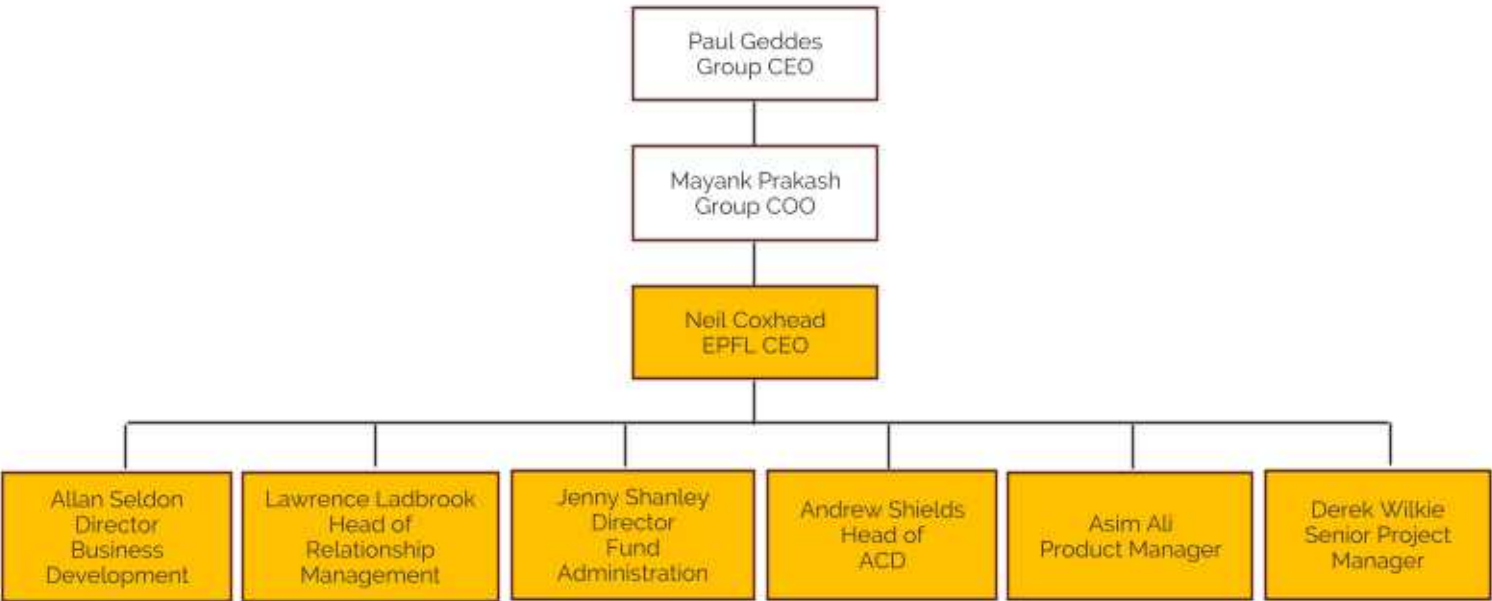 Paul Geddes
Group CEO
Mayank Prakash
Group COO
Neil Coxhead
EPFL CEO
Allan Seldon
Director
Business
Development
Lawrence Ladbrook
Head of
Relationship
Management
Jenny Shanley
Director
Fund
Administration
Andrew Shields
Head of
ACD
Asim Ali
Product Manager
Derek Wilkie
Senior Project
Manager